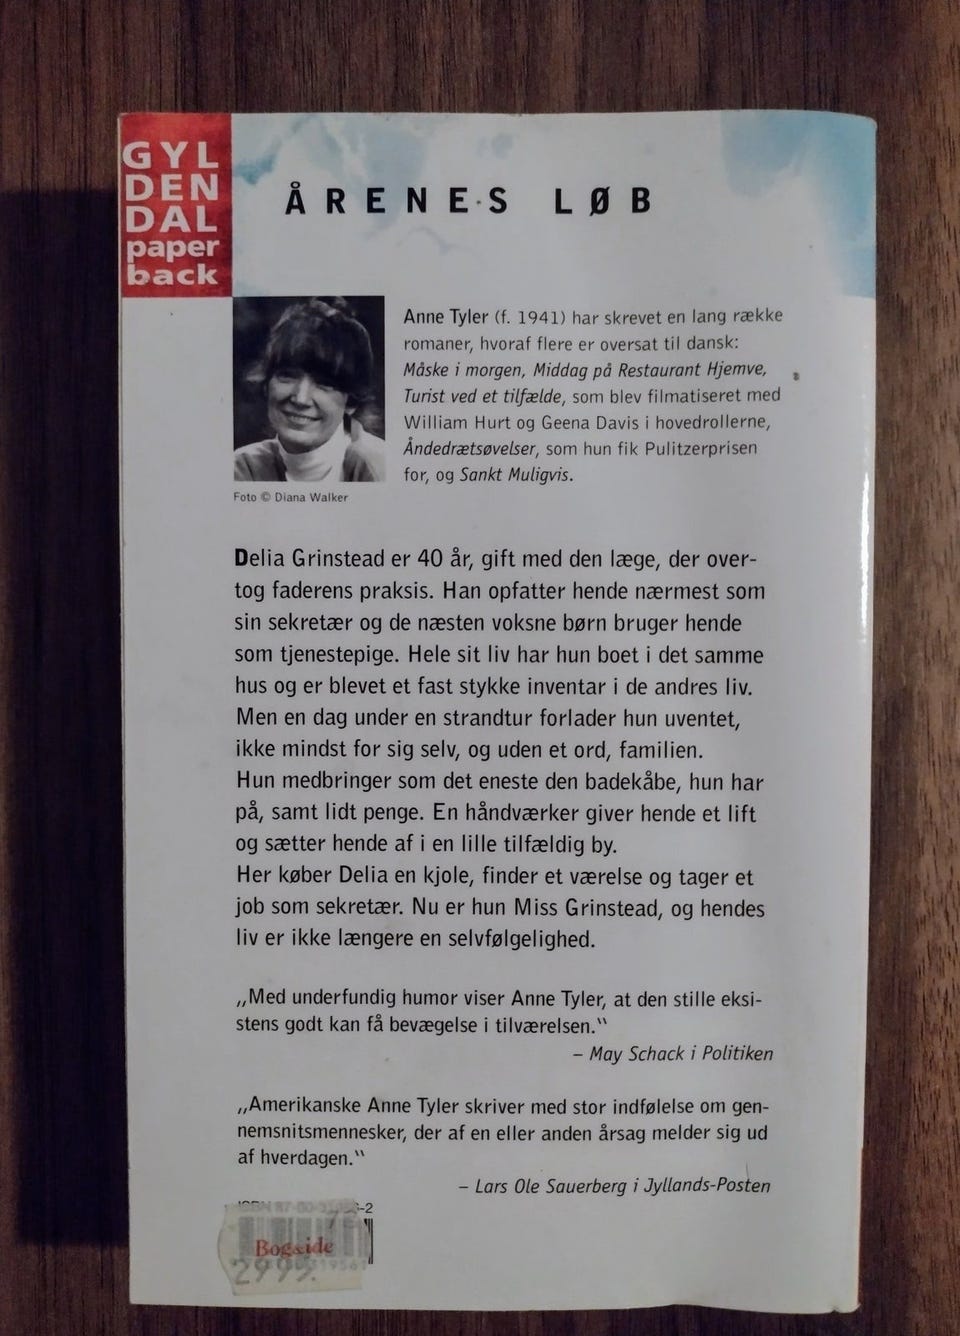 GYL
DEN
DAL
paper
back
ÅRENES LØB
Anne Tyler (f. 1941) har skrevet en lang række
romaner, hvoraf flere er oversat til dansk:
Måske i morgen, Middag på Restaurant Hjemve,
Turist ved et tilfælde, som blev filmatiseret med
William Hurt og Geena Davis i hovedrollerne,
Åndedrætsøvelser, som hun fik Pulitzerprisen
for, og Sankt Muligvis.
Foto © Diana Walker
Delia Grinstead er 40 år, gift med den læge, der over-
tog faderens praksis. Han opfatter hende nærmest som
sin sekretær og de næsten voksne børn bruger hende
som tjenestepige. Hele sit liv har hun boet i det samme
hus og er blevet et fast stykke inventar i de andres liv.
Men en dag under en strandtur forlader hun uventet,
ikke mindst for sig selv, og uden et ord, familien.
Hun medbringer som det eneste den badekåbe, hun har
på, samt lidt penge. En håndværker giver hende et lift
og sætter hende af i en lille tilfældig by.
Her køber Delia en kjole, finder et værelse og tager et
job som sekretær. Nu er hun Miss Grinstead, og hendes
liv er ikke længere en selvfølgelighed.
„Med underfundig humor viser Anne Tyler, at den stille eksi-
stens godt kan få bevægelse i tilværelsen.‟
– May Schack i Politiken
„Amerikanske Anne Tyler skriver med stor indfølelse om gen-
nemsnitsmennesker, der af en eller anden årsag melder sig ud
af hverdagen.‟
– Lars Ole Sauerberg i Jyllands-Posten
ISBN
Bog&ide